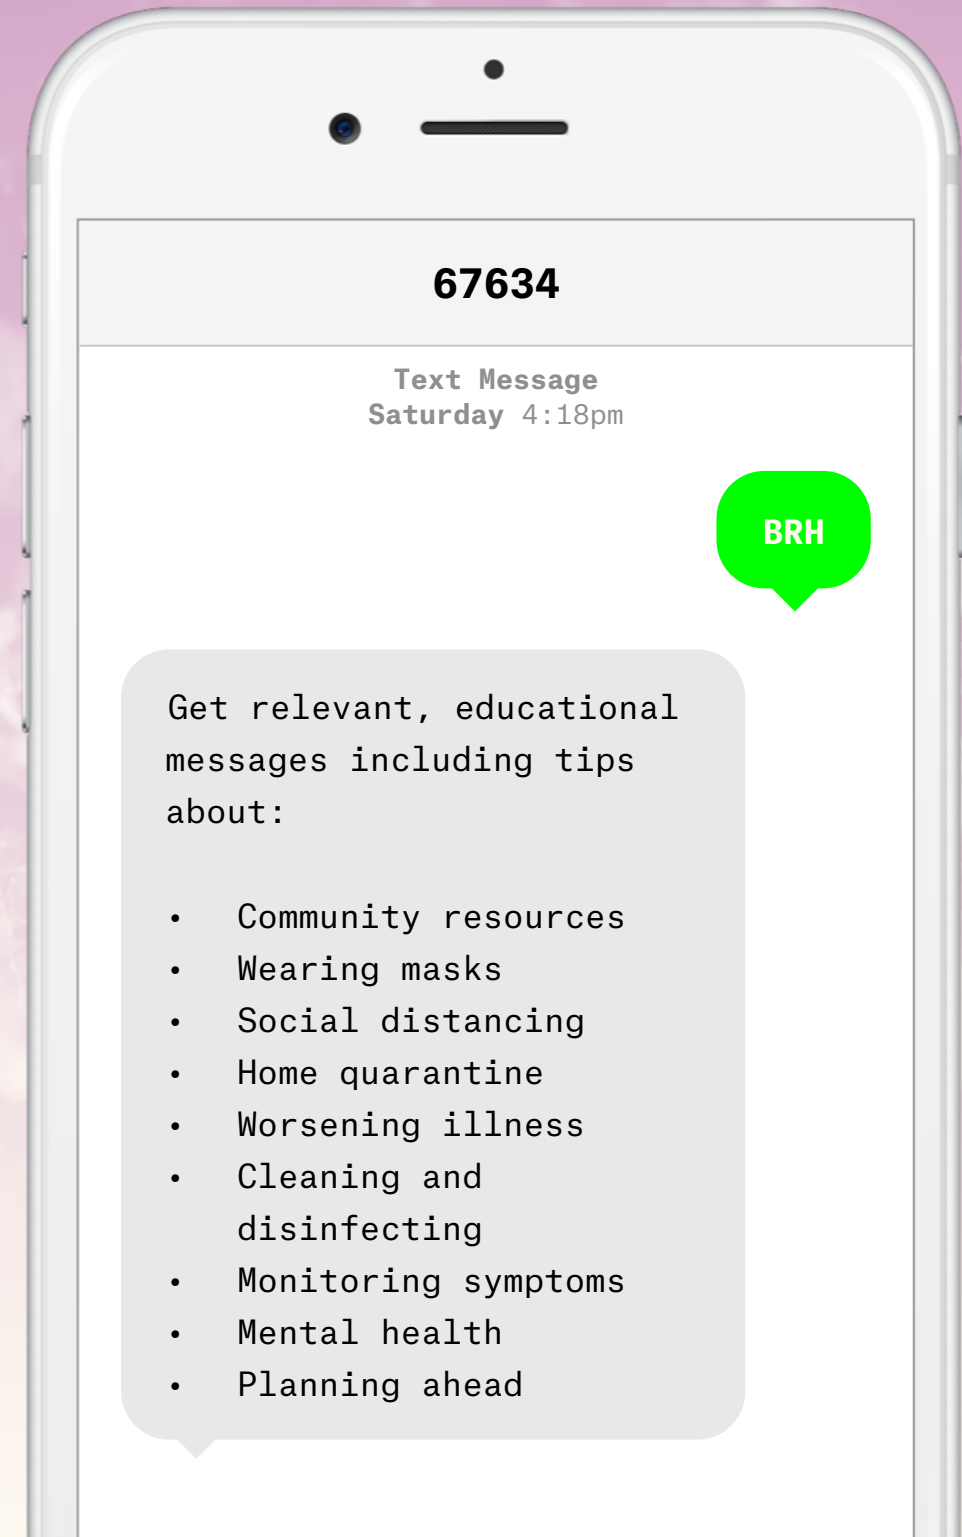 67634
Text Message
Saturday 4:18pm
BRH
Get relevant, educational
messages including tips
about:
• Community resources
• Wearing masks
• Social distancing
• Home quarantine
• Worsening illness
• Cleaning and
disinfecting
• Monitoring symptoms
• Mental health
• Planning ahead